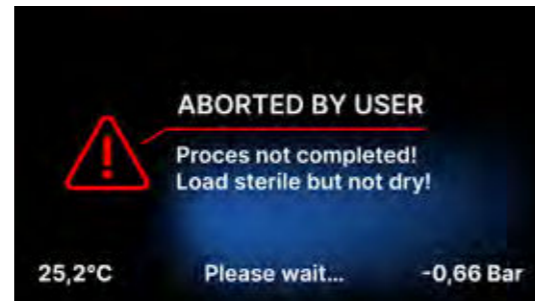 ABORTED BY USER
Proces not completed!
Load sterile but not dry!
25,2°C Please wait... -0,66 Bar